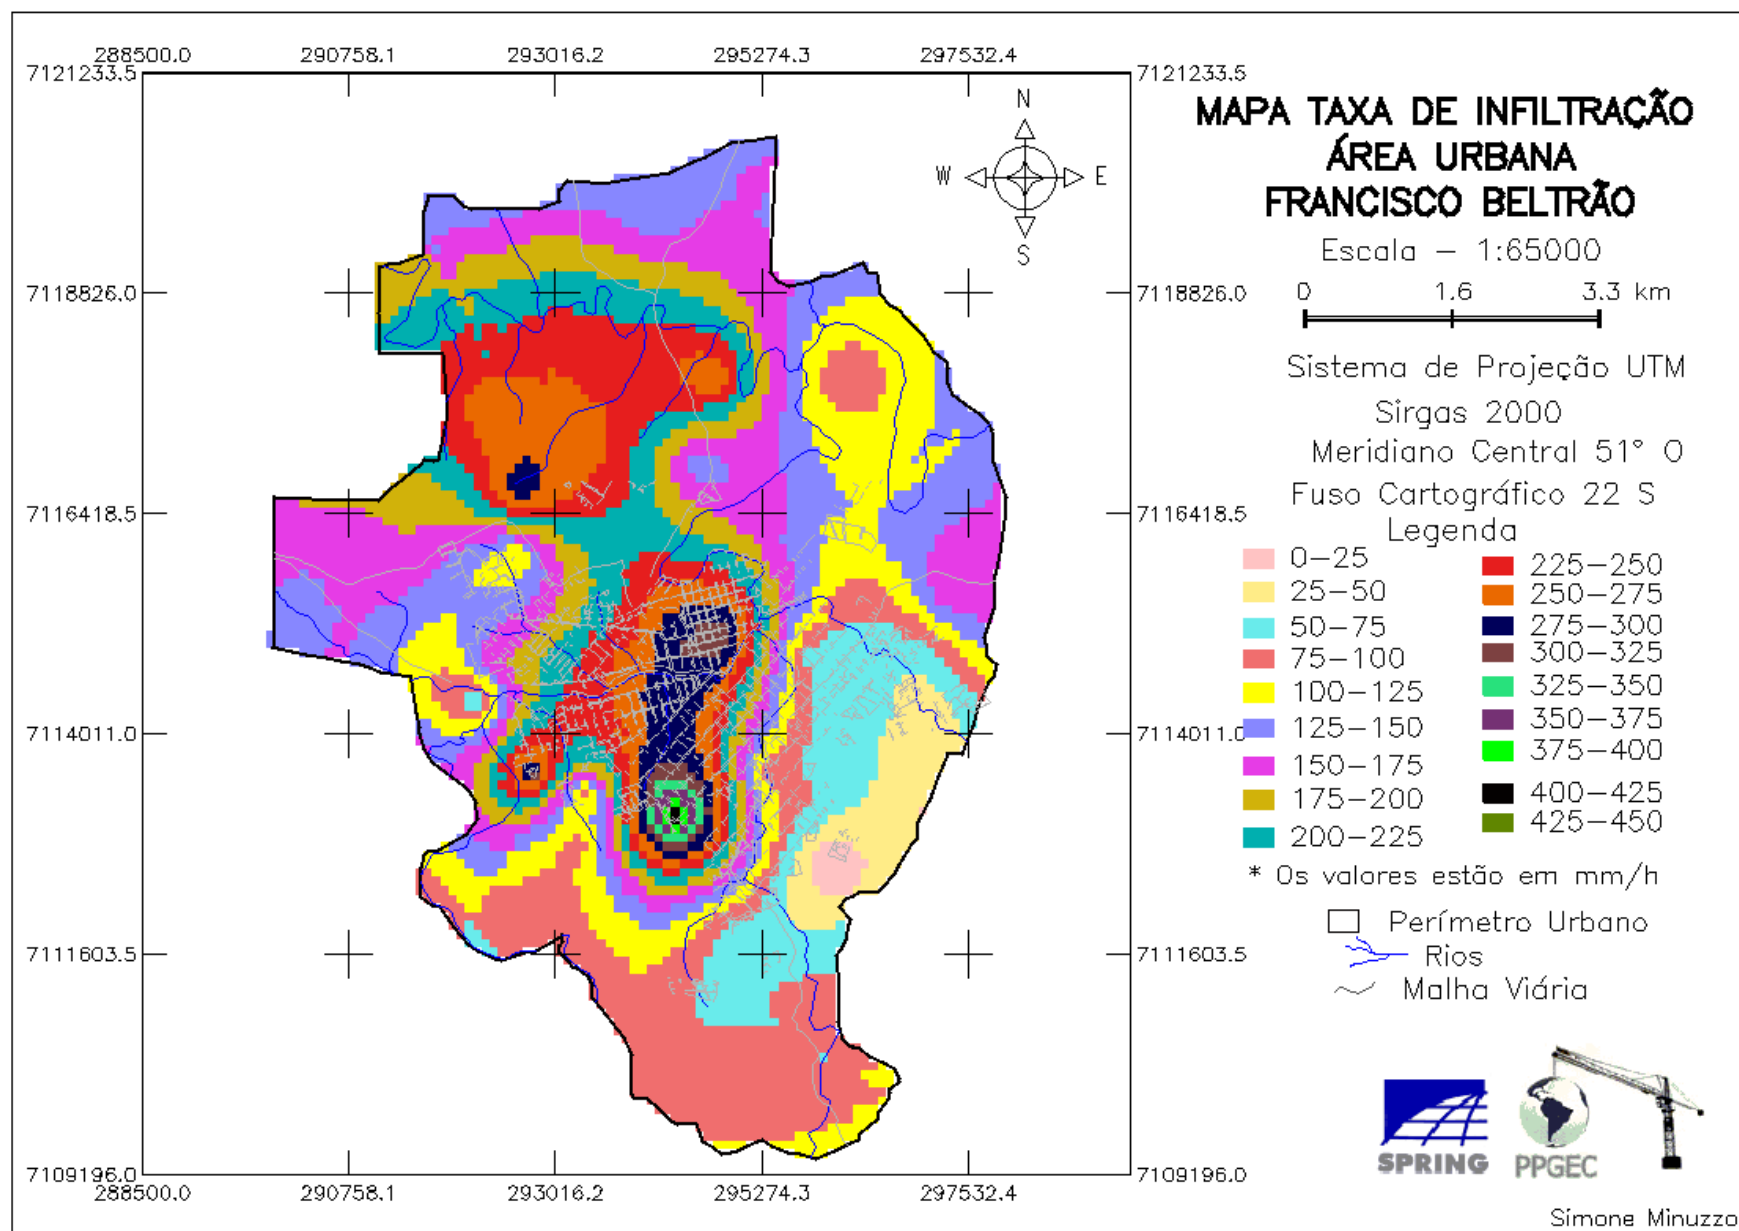 288500.0 290758.1 293016.2 295274.3 297532.4
7121233.5 7121233.5
N
W E
S
7118826.0 7118826.0
7116418.5 7116418.5
7114011.0 7114011.0
7111603.5 7111603.5
7109196.0 7109196.0
288500.0 290758.1 293016.2 295274.3 297532.4
MAPA TAXA DE INFILTRAÇÃO
ÁREA URBANA
FRANCISCO BELTRÃO
Escala – 1:65000
0 1.6 3.3 km
Sistema de Projeção UTM
Sirgas 2000
Meridiano Central 51° O
Fuso Cartográfico 22 S
Legenda
0–25
25–50
50–75
75–100
100–125
125–150
150–175
175–200
200–225
225–250
250–275
275–300
300–325
325–350
350–375
375–400
400–425
425–450
* Os valores estão em mm/h
Perímetro Urbano
Rios
Malha Viária
SPRING
PPGEC
Simone Minuzzo